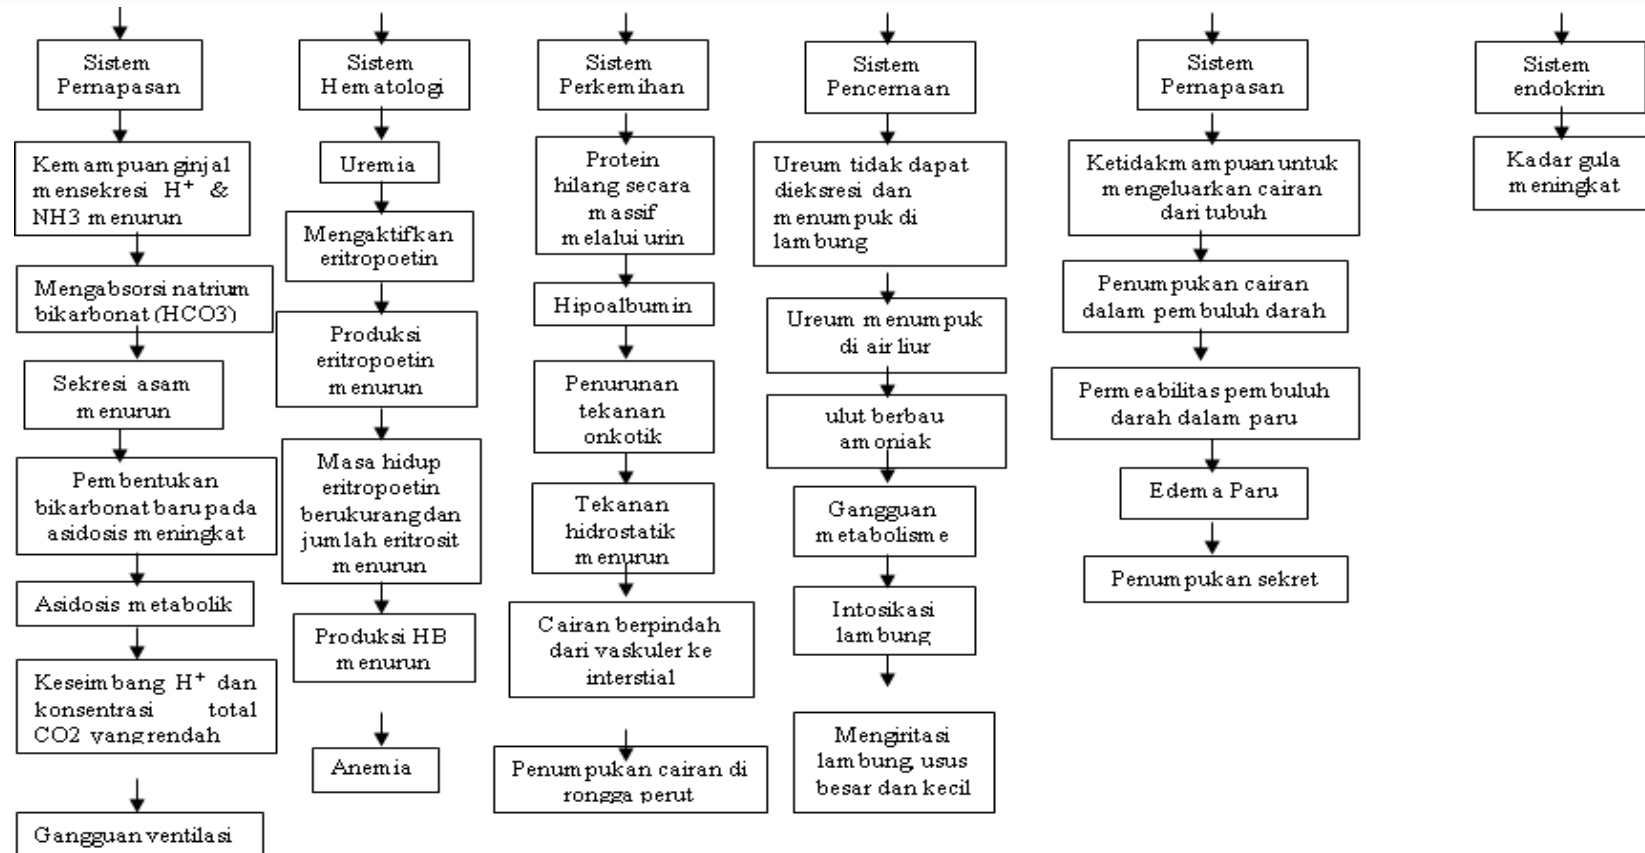 Sistem
Pernapasan
Kemampuan ginjal
mensekresi H⁺ &
NH3 menurun
Mengabsorsi natrium
bikarbonat (HCO3)
Sekresi asam
menurun
Pembentukan
bikarbonat baru pada
asidosis meningkat
Asidosis metabolik
Keseimbang H⁺ dan
konsentrasi total
CO2 yang rendah
Gangguan ventilasi
Sistem
Hematologi
Uremia
Mengaktifkan
eritropoetin
Produksi
eritropoetin
menurun
Masa hidup
eritropoetin
berukurang dan
jumlah eritrosit
menurun
Produksi HB
menurun
Anemia
Sistem
Perkemihan
Protein
hilang secara
massif
melalui urin
Hipoalbumin
Penurunan
tekanan
onkotik
Tekanan
hidrostatik
menurun
Cairan berpindah
dari vaskuler ke
interstial
Penumpukan cairan di
rongga perut
Sistem
Pencernaan
Ureum tidak dapat
dieksresi dan
menumpuk di
lambung
Ureum menumpuk
di air liur
ulut berbau
amoniak
Gangguan
metabolisme
Intosikasi
lambung
Mengiritasi
lambung, usus
besar dan kecil
Sistem
Pernapasan
Ketidakmampuan untuk
mengeluarkan cairan
dari tubuh
Penumpukan cairan
dalam pembuluh darah
Permeabilitas pembuluh
darah dalam paru
Edema Paru
Penumpukan sekret
Sistem
endokrin
Kadar gula
meningkat